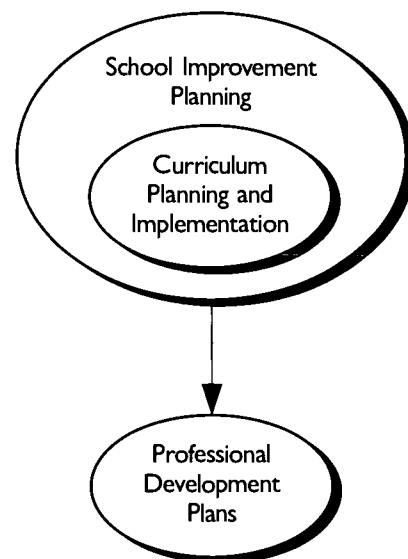 School Improvement
Planning
Curriculum
Planning and
Implementation
Professional
Development
Plans